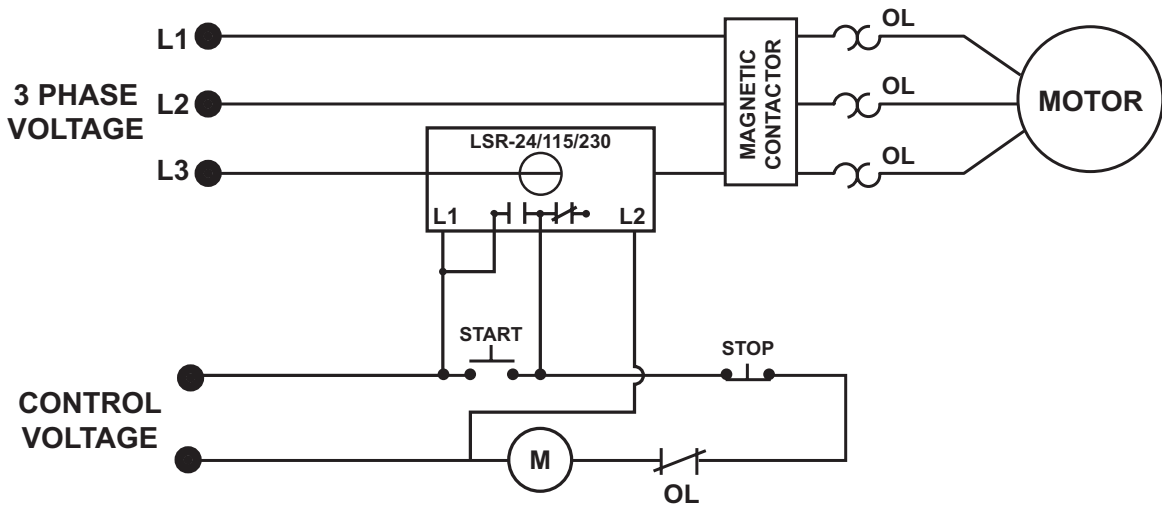 3 PHASE
VOLTAGE
L1
L2
L3
LSR-24/115/230
L1
L2
MAGNETIC
CONTACTOR
OL
OL
OL
MOTOR
START
STOP
CONTROL
VOLTAGE
M
OL